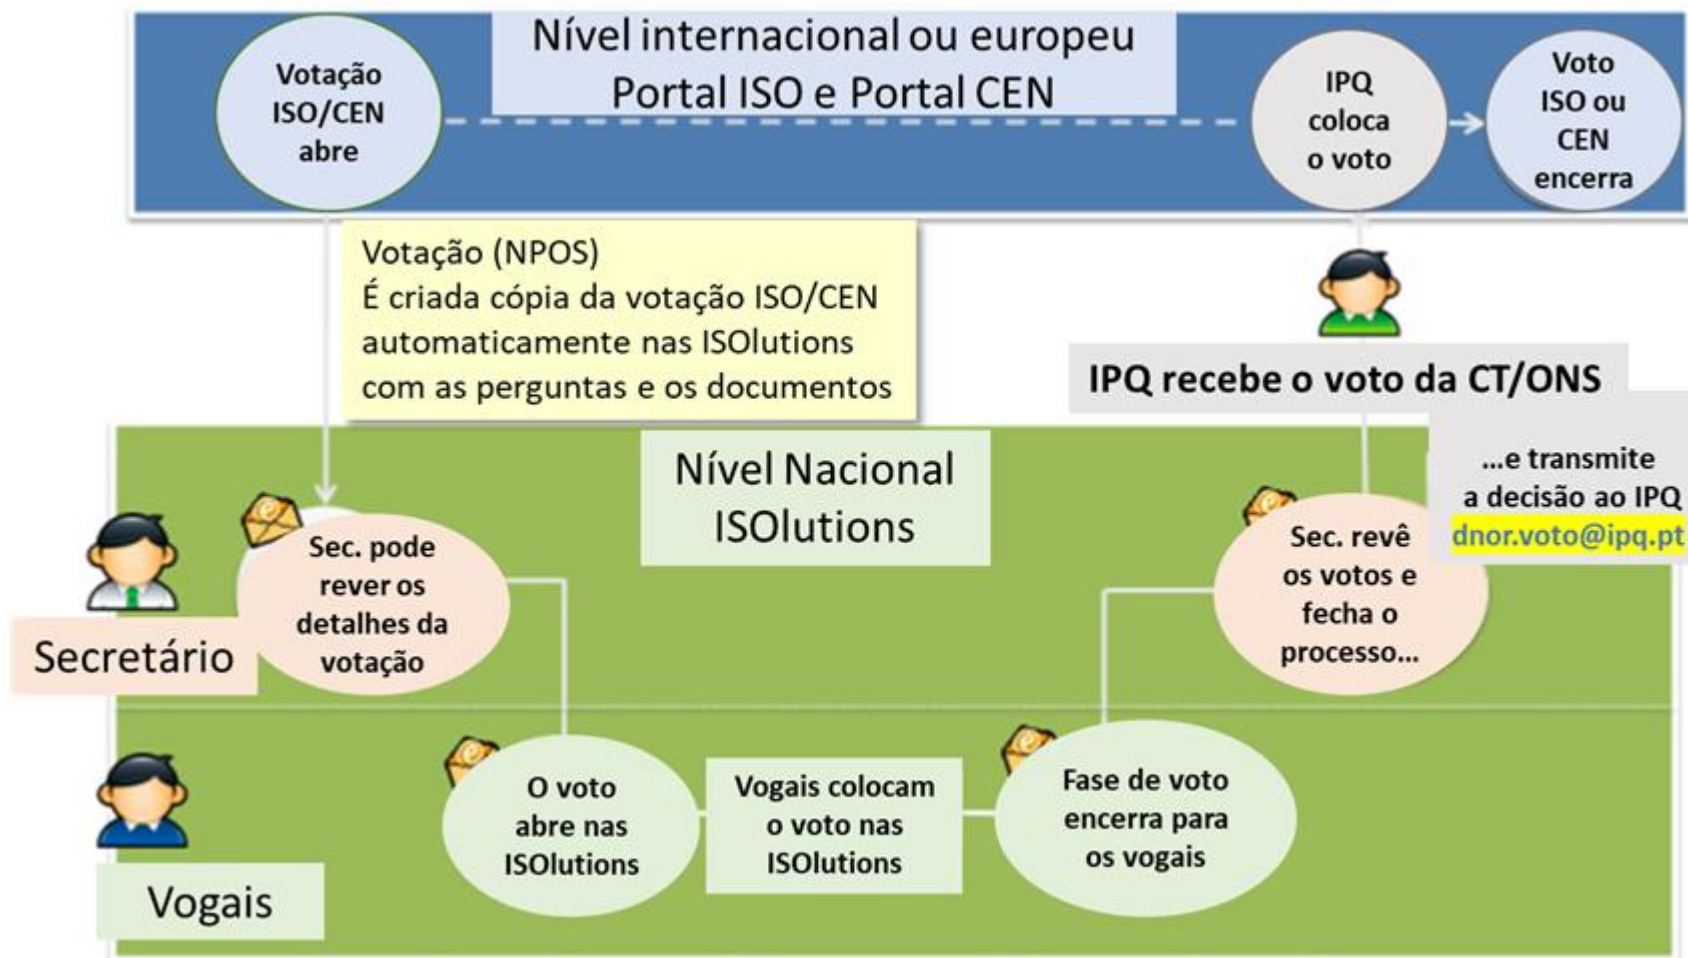 Nível internacional ou europeu
Portal ISO e Portal CEN
Votação
ISO/CEN
abre
IPQ
coloca
o voto
Voto
ISO ou
CEN
encerra
Votação (NPOS)
É criada cópia da votação ISO/CEN
automaticamente nas ISOlutions
com as perguntas e os documentos
IPQ recebe o voto da CT/ONS
Nível Nacional
ISOlutions
...e transmite
a decisão ao IPQ
dnor.voto@ipq.pt
Secretário
Sec. pode
rever os
detalhes da
votação
Sec. revê
os votos e
fecha o
processo...
Vogais
O voto
abre nas
ISOlutions
Vogais colocam
o voto nas
ISOlutions
Fase de voto
encerra para
os vogais